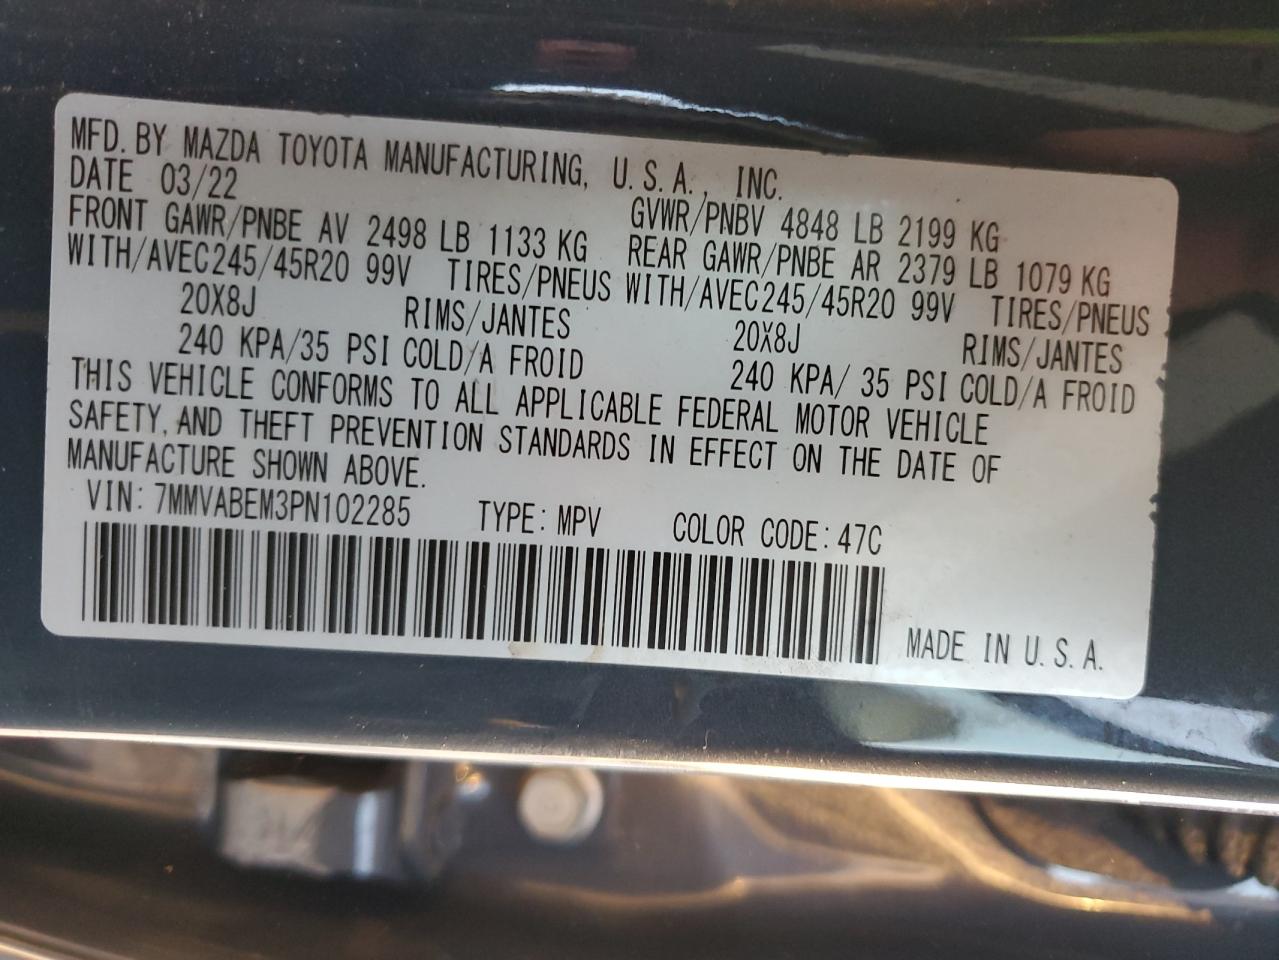 MFD. BY MAZDA TOYOTA MANUFACTURING, U.S.A., INC.
DATE 03/22 GVWR/PNBV 4848 LB 2199 KG
FRONT GAWR/PNBE AV 2498 LB 1133 KG REAR GAWR/PNBE AR 2379 LB 1079 KG
WITH/AVEC245/45R20 99V TIRES/PNEUS WITH/AVEC245/45R20 99V TIRES/PNEUS
20X8J RIMS/JANTES 20X8J RIMS/JANTES
240 KPA/35 PSI COLD/A FROID 240 KPA/ 35 PSI COLD/A FROID
THIS VEHICLE CONFORMS TO ALL APPLICABLE FEDERAL MOTOR VEHICLE
SAFETY, AND THEFT PREVENTION STANDARDS IN EFFECT ON THE DATE OF
MANUFACTURE SHOWN ABOVE.
VIN: 7MMVABEM3PN102285 TYPE: MPV COLOR CODE: 47C
MADE IN U.S.A.